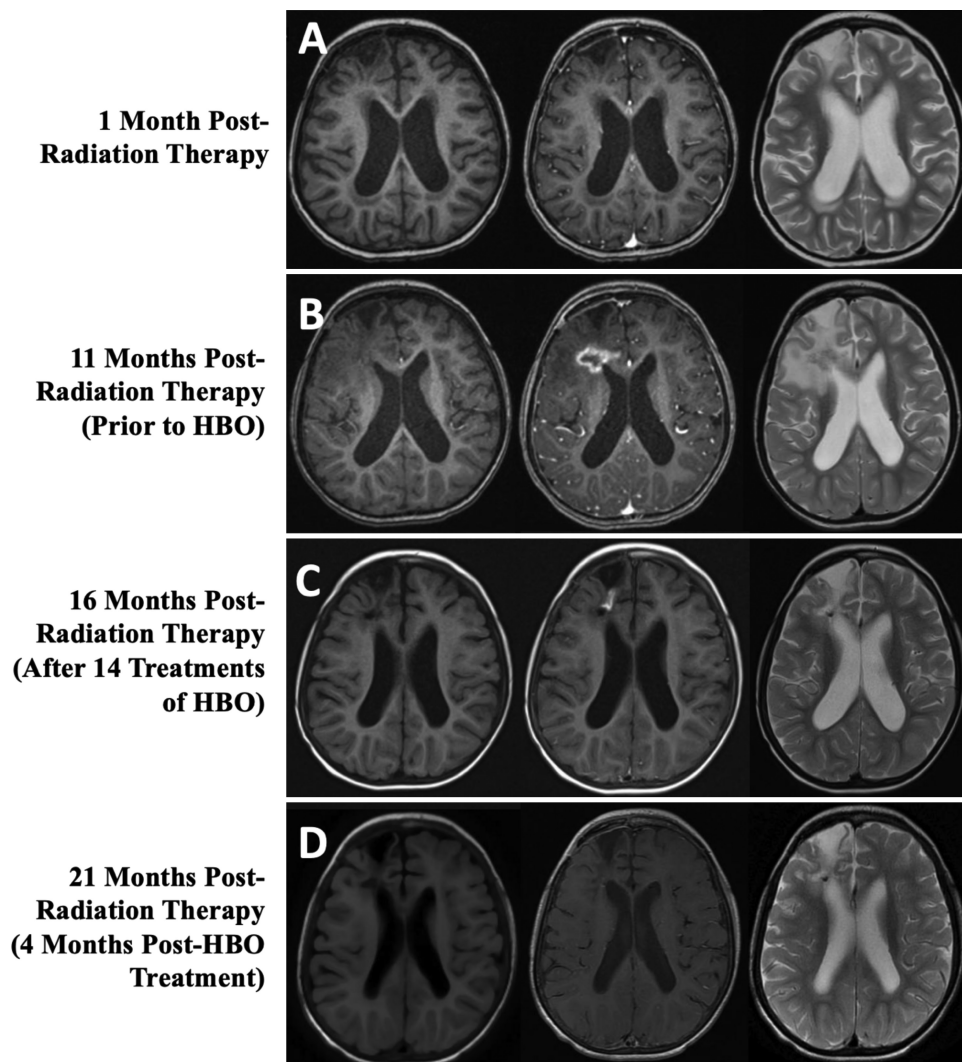 A
1 Month Post-
Radiation Therapy
B
11 Months Post-
Radiation Therapy
(Prior to HBO)
C
16 Months Post-
Radiation Therapy
(After 14 Treatments
of HBO)
D
21 Months Post-
Radiation Therapy
(4 Months Post-HBO
Treatment)